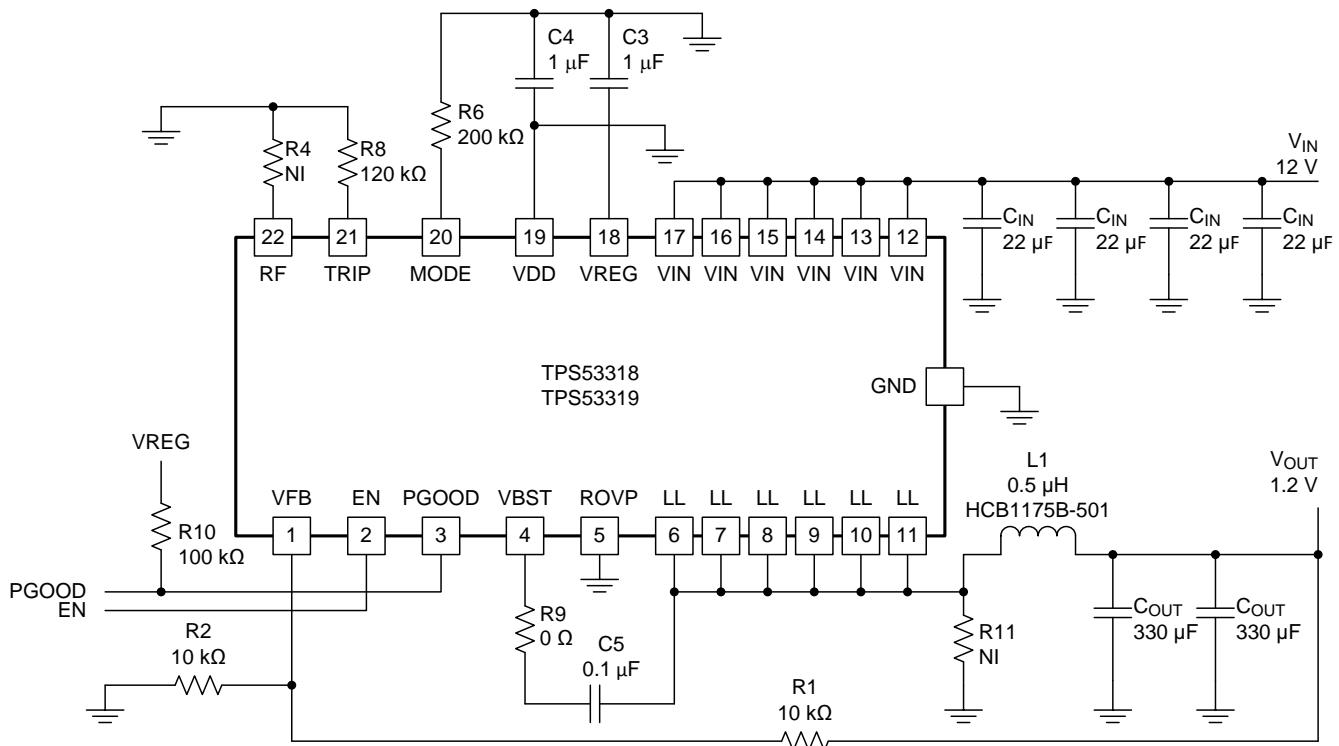 C4
1 µF
C3
1 µF
R6
200 kΩ
R4
NI
R8
120 kΩ
VIN
12 V
CIN
22 µF
CIN
22 µF
CIN
22 µF
CIN
22 µF
22 21 20 19 18 17 16 15 14 13 12
RF TRIP MODE VDD VREG VIN VIN VIN VIN VIN VIN
TPS53318
TPS53319
GND
VREG
L1
0.5 µH
HCB1175B-501
VOUT
1.2 V
VFB EN PGOOD VBST ROVP LL LL LL LL LL LL
1 2 3 4 5 6 7 8 9 10 11
R10
100 kΩ
PGOOD
EN
R9
0 Ω
C5
0.1 µF
R11
NI
COUT
330 µF
COUT
330 µF
R2
10 kΩ
R1
10 kΩ